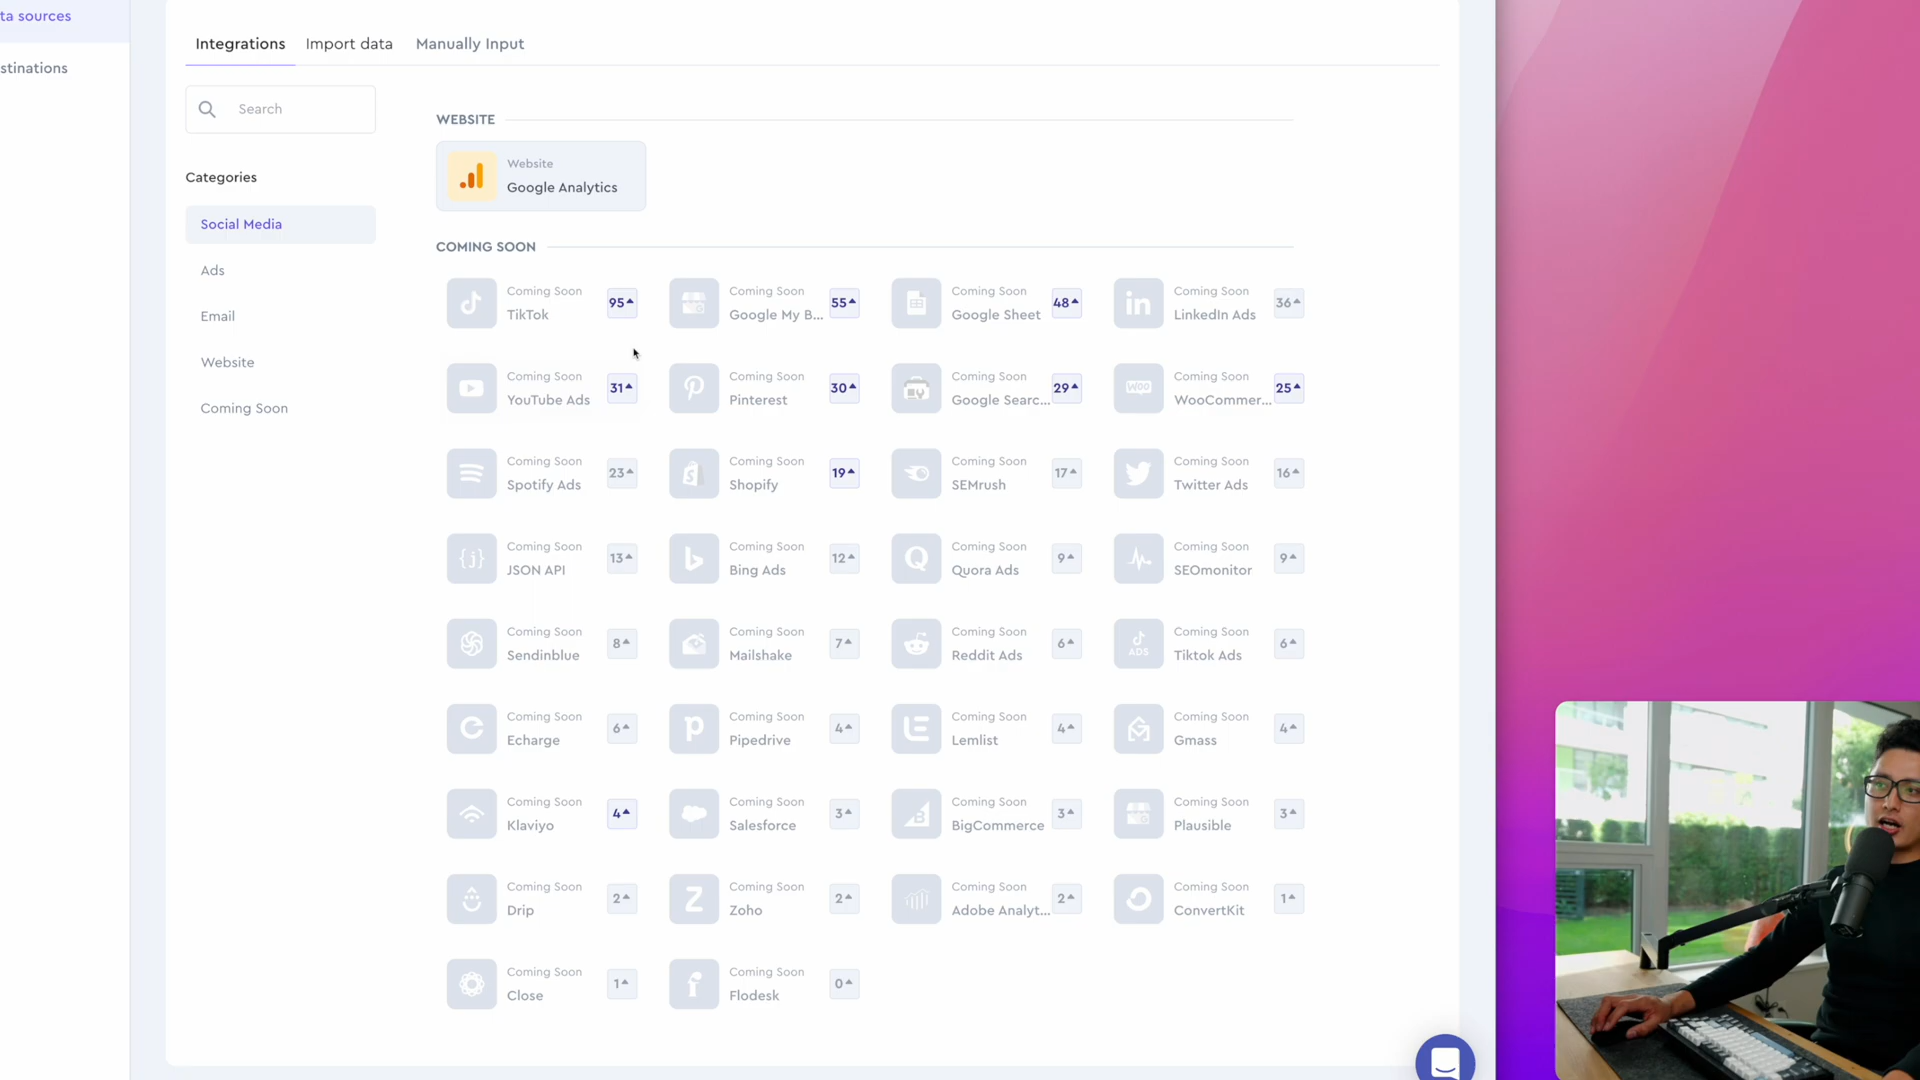 ta sources
stinations
Integrations
Import data
Manually Input
Search
Categories
Social Media
Ads
Email
Website
Coming Soon
WEBSITE
Website
Google Analytics
COMING SOON
Coming Soon
TikTok
95
Coming Soon
Google My B...
55
Coming Soon
Google Sheet
48
Coming Soon
LinkedIn Ads
36
Coming Soon
YouTube Ads
31
Coming Soon
Pinterest
30
Coming Soon
Google Searc...
29
WOO
Coming Soon
WooCommer...
25
Coming Soon
Spotify Ads
23
Coming Soon
Shopify
19
Coming Soon
SEMrush
17
Coming Soon
Twitter Ads
16
{j}
Coming Soon
JSON API
13
Coming Soon
Bing Ads
12
Coming Soon
Quora Ads
9
Coming Soon
SEOmonitor
9
Coming Soon
Sendinblue
8
Coming Soon
Mailshake
7
Coming Soon
Reddit Ads
6
ADS
Coming Soon
Tiktok Ads
6
Coming Soon
Echarge
6
Coming Soon
Pipedrive
4
Coming Soon
Lemlist
4
Coming Soon
Gmass
4
Coming Soon
Klaviyo
4
Coming Soon
Salesforce
3
Coming Soon
BigCommerce
3
Coming Soon
Plausible
3
Coming Soon
Drip
2
Coming Soon
Zoho
2
Coming Soon
Adobe Analyt...
2
Coming Soon
ConvertKit
1
Coming Soon
Close
1
Coming Soon
Flodesk
0